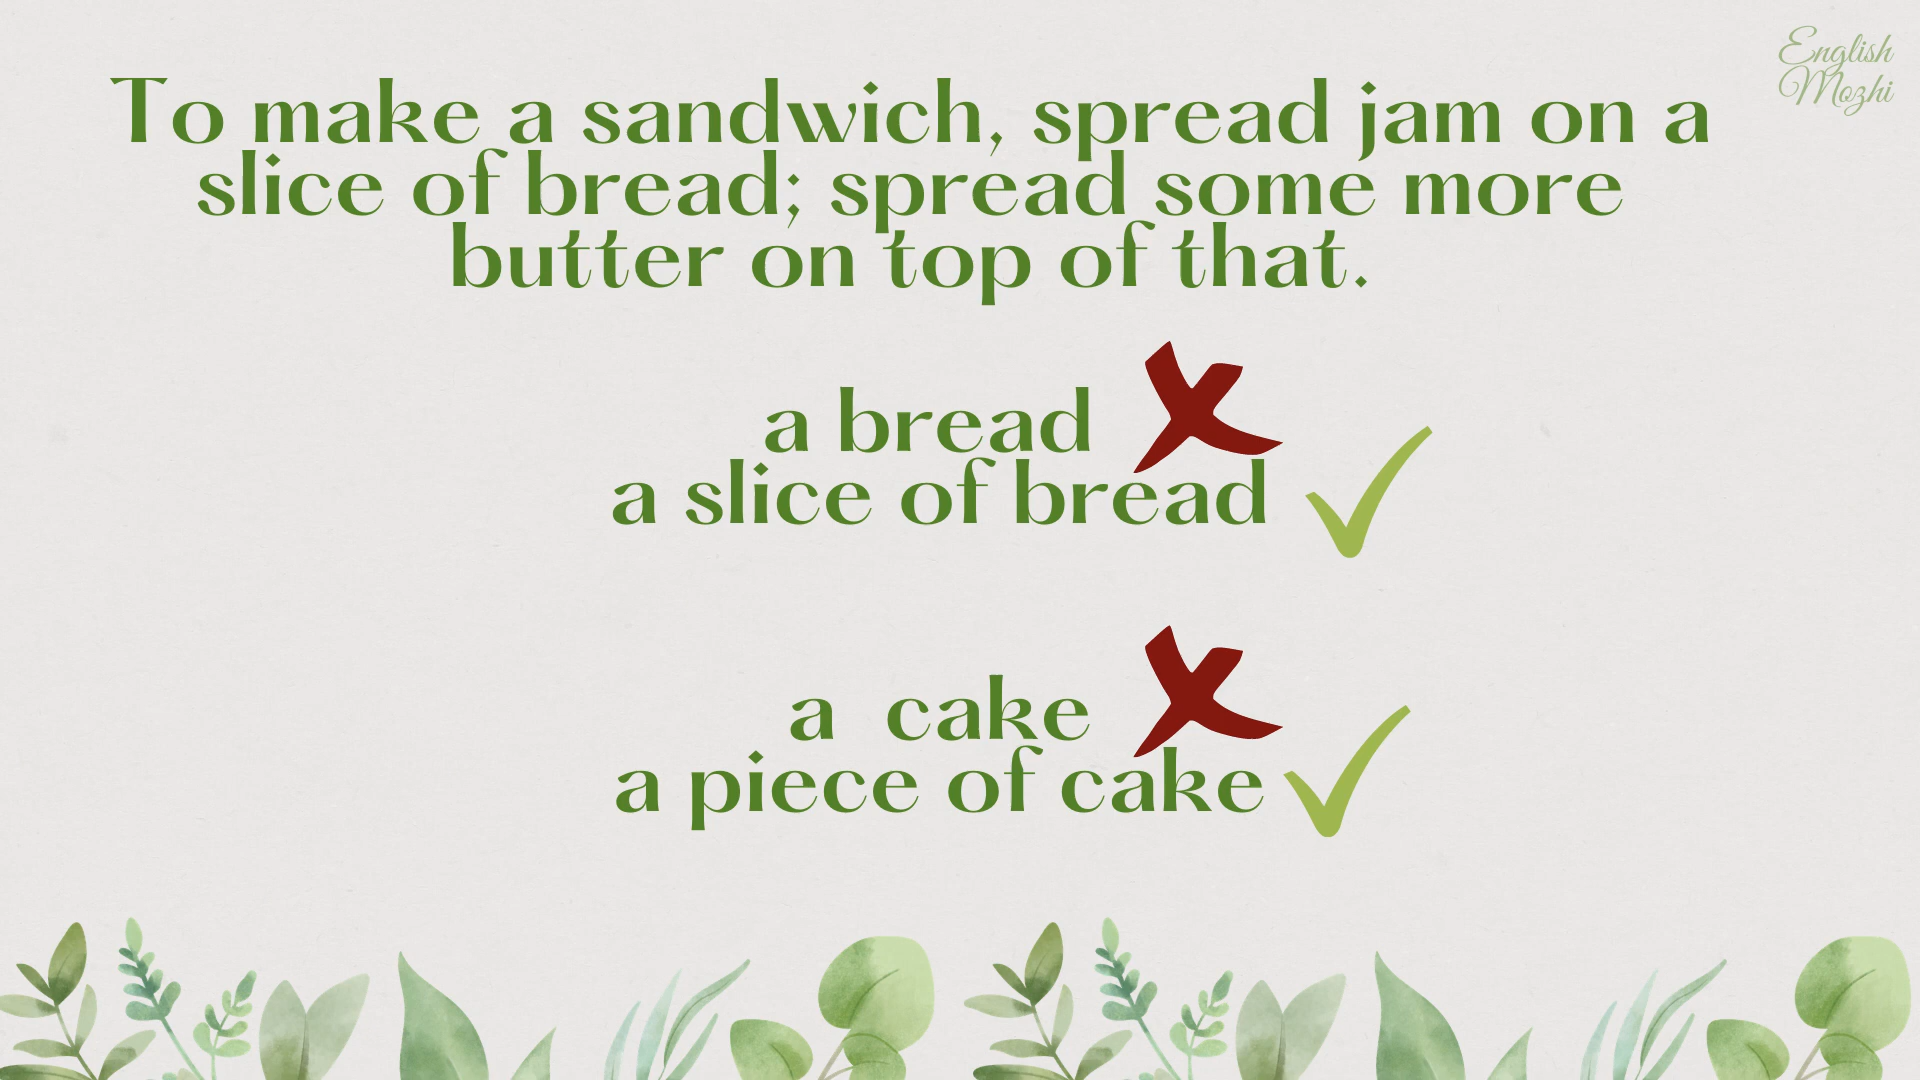 English
Mozhi
To make a sandwich, spread jam on a
slice of bread; spread some more
butter on top of that.
a bread
a slice of bread
a cake
a piece of cake